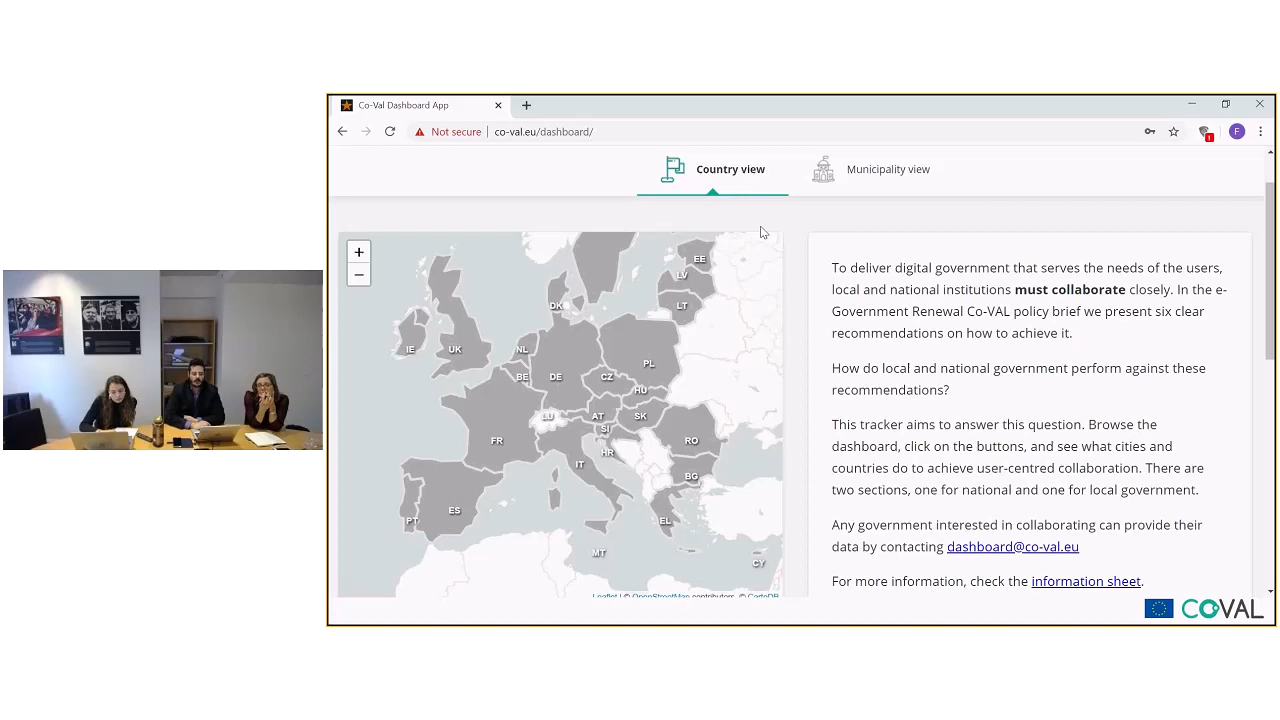 Co-Val Dashboard App
Not secure
co-val.eu/dashboard/
F
Country view
Municipality view
+
−
EE
LV
LT
DK
IE
UK
NL
PL
BE
DE
CZ
HU
LU
AT
SK
SI
FR
RO
HR
IT
BG
ES
PT
EL
MT
CY
Leaflet | © OpenStreetMap contributors, © CartoDB
To deliver digital government that serves the needs of the users,
local and national institutions must collaborate closely. In the e-
Government Renewal Co-VAL policy brief we present six clear
recommendations on how to achieve it.
How do local and national government perform against these
recommendations?
This tracker aims to answer this question. Browse the
dashboard, click on the buttons, and see what cities and
countries do to achieve user-centred collaboration. There are
two sections, one for national and one for local government.
Any government interested in collaborating can provide their
data by contacting dashboard@co-val.eu
For more information, check the information sheet.
COVAL